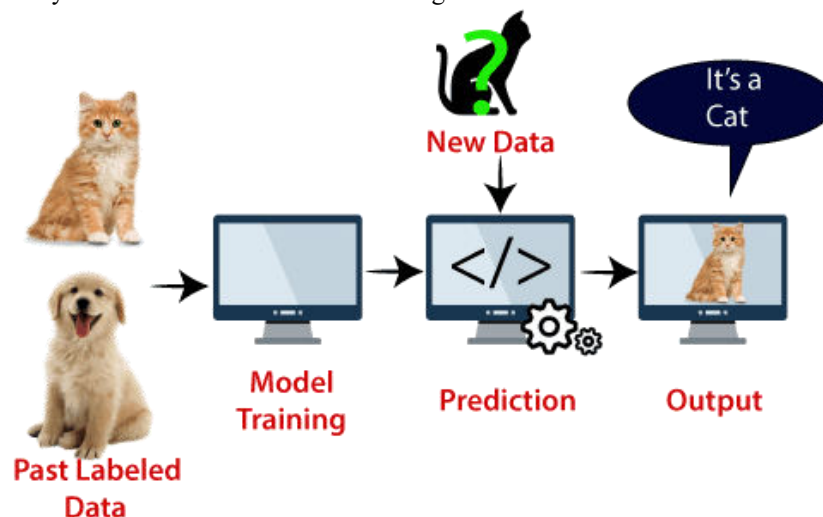 New Data
It's a
Cat
?
</>
Model
Training
Prediction
Output
Past Labeled
Data